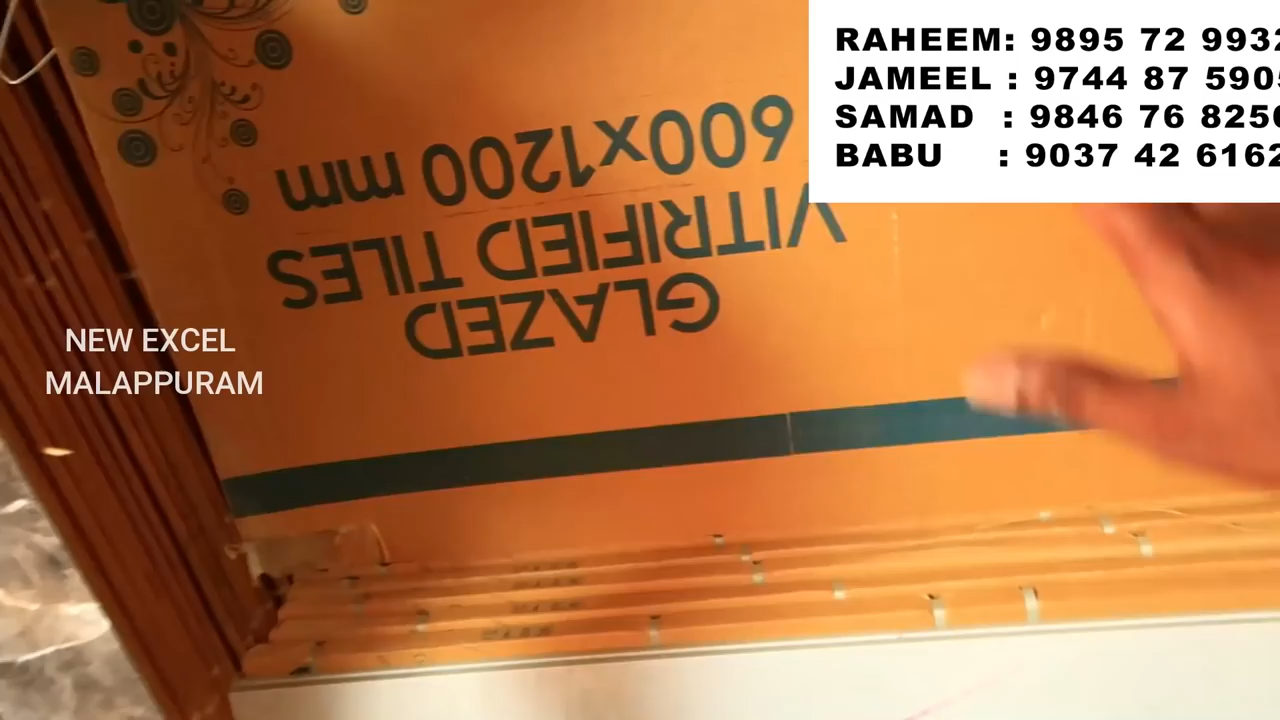 RAHEEM: 9895 72 993
JAMEEL : 9744 87 590
SAMAD : 9846 76 825
BABU : 9037 42 6162
NEW EXCEL
MALAPPURAM
GLAZED
VITRIFIED TILES
600x1200 mm